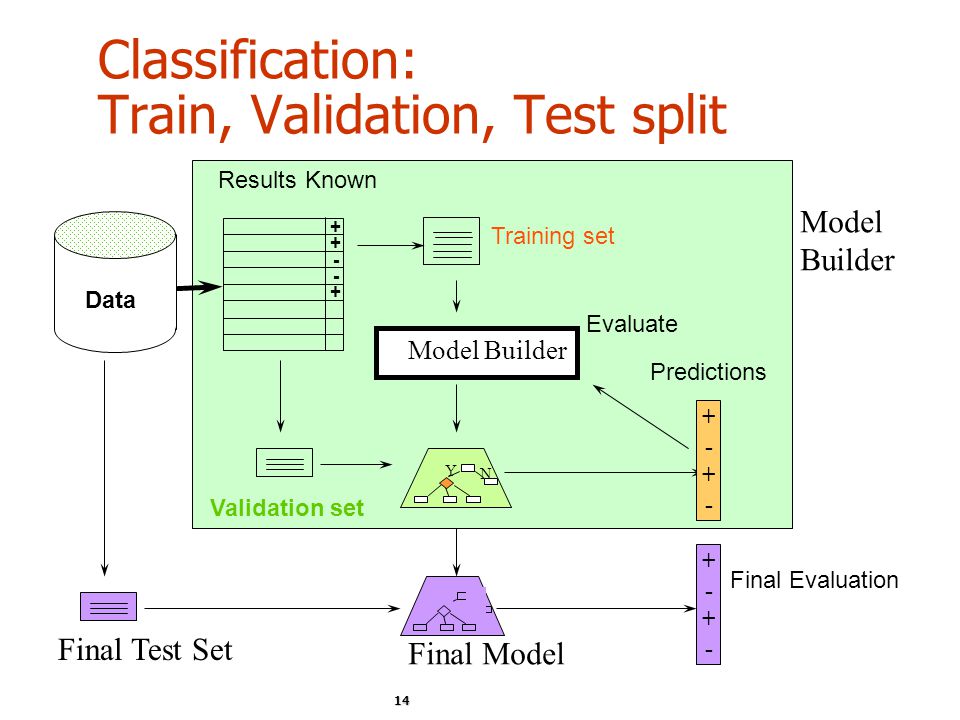 Classification:
Train, Validation, Test split
Results Known
+
+
-
-
+
Training set
Model
Builder
Data
Evaluate
Model Builder
Predictions
+
-
+
-
Y
N
Validation set
+
-
+
-
Final Evaluation
Final Test Set
Final Model
14